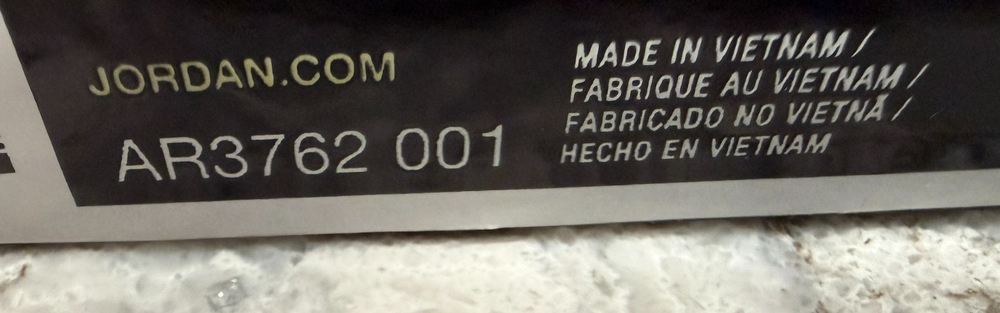 JORDAN.COM
AR3762 001
MADE IN VIETNAM /
FABRIQUE AU VIETNAM /
FABRICADO NO VIETNÃ /
HECHO EN VIETNAM